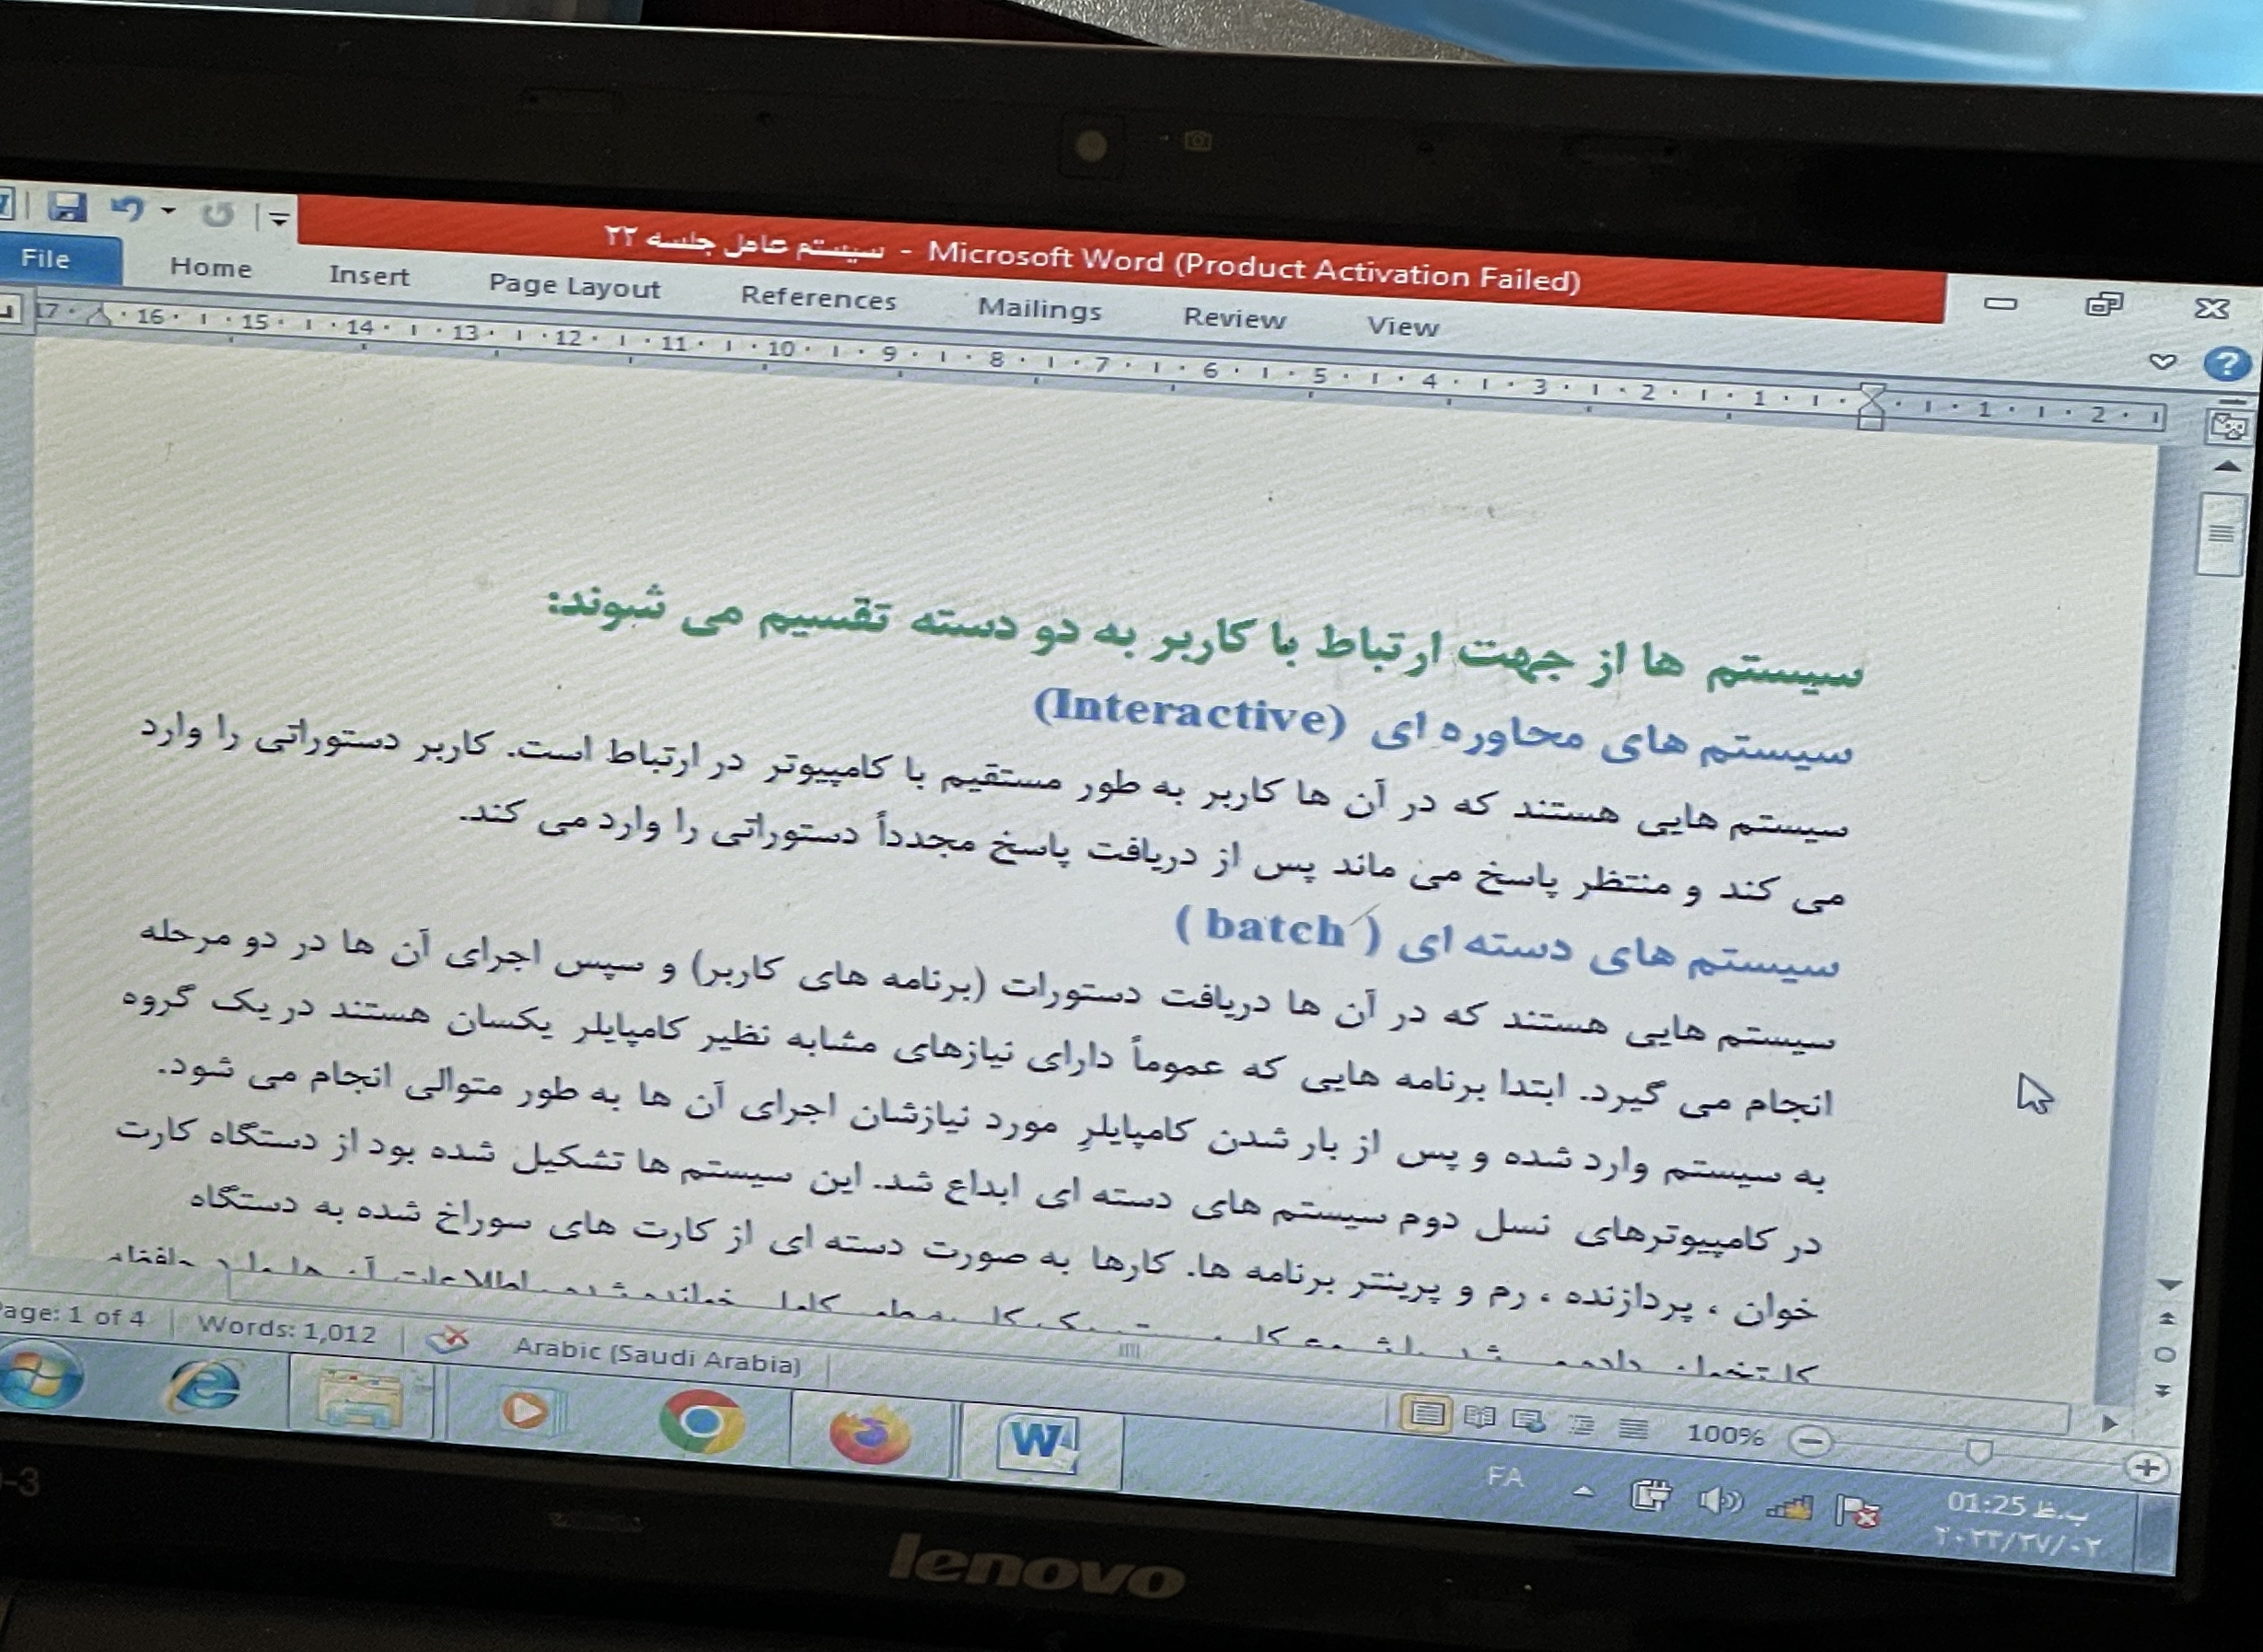 سیستم عامل جلسه ۲۲ - Microsoft Word (Product Activation Failed)
File Home Insert Page Layout References Mailings Review View
17 16 15 14 13 12 11 10 9 8 7 6 5 4 3 2 1 1 2
سیستم ها از جهت ارتباط با کاربر به دو دسته تقسیم می شوند:
سیستم های محاوره ای (Interactive)
سیستم هایی هستند که در آن ها کاربر به طور مستقیم با کامپیوتر در ارتباط است. کاربر دستوراتی را وارد
می کند و منتظر پاسخ می ماند پس از دریافت پاسخ مجدداً دستوراتی را وارد می کند.
سیستم های دسته ای ( batch )
سیستم هایی هستند که در آن ها دریافت دستورات (برنامه های کاربر) و سپس اجرای آن ها در دو مرحله
انجام می گیرد. ابتدا برنامه هایی که عموماً دارای نیازهای مشابه نظیر کامپایلر یکسان هستند در یک گروه
به سیستم وارد شده و پس از بار شدن کامپایلرِ مورد نیازشان اجرای آن ها به طور متوالی انجام می شود.
در کامپیوترهای نسل دوم سیستم های دسته ای ابداع شد. این سیستم ها تشکیل شده بود از دستگاه کارت
خوان ، پردازنده ، رم و پرینتر برنامه ها. کارها به صورت دسته ای از کارت های سوراخ شده به دستگاه
Page: 1 of 4 Words: 1,012 Arabic (Saudi Arabia)
100%
FA
01:25 ب.ظ
۲۰۲۳/۲۷/۰۲
lenovo